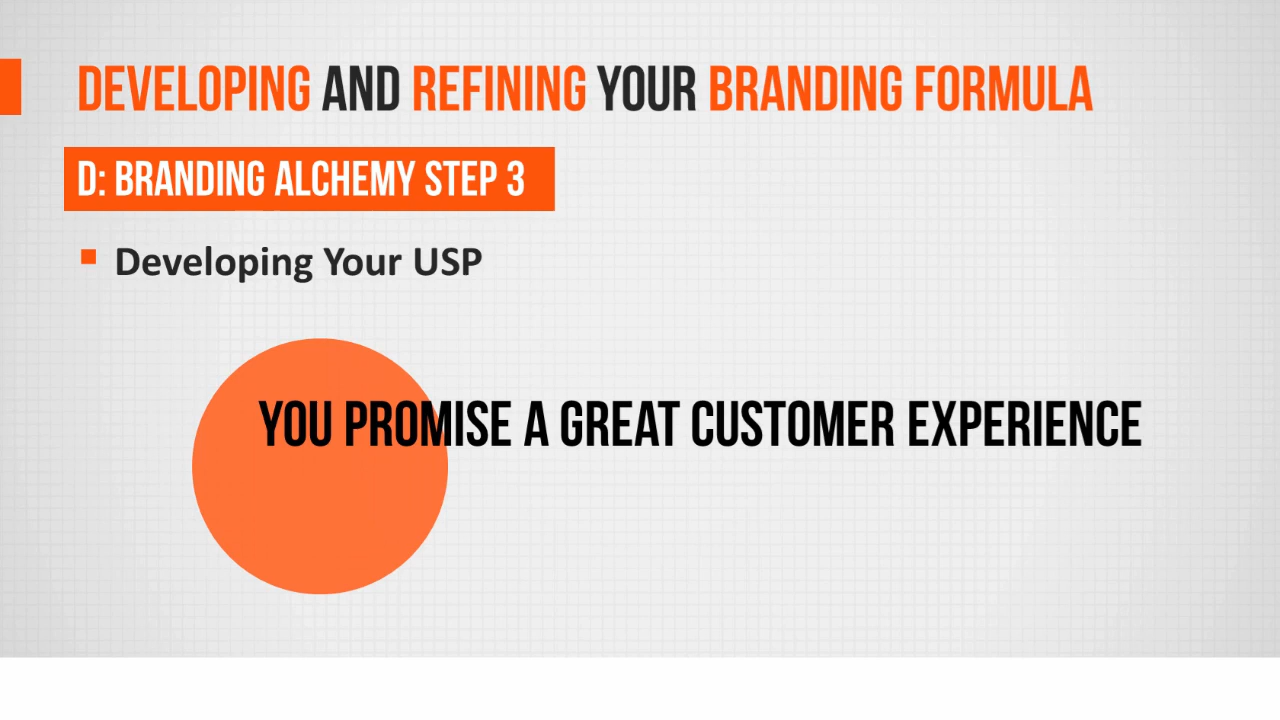 DEVELOPING AND REFINING YOUR BRANDING FORMULA
D: BRANDING ALCHEMY STEP 3
Developing Your USP
YOU PROMISE A GREAT CUSTOMER EXPERIENCE